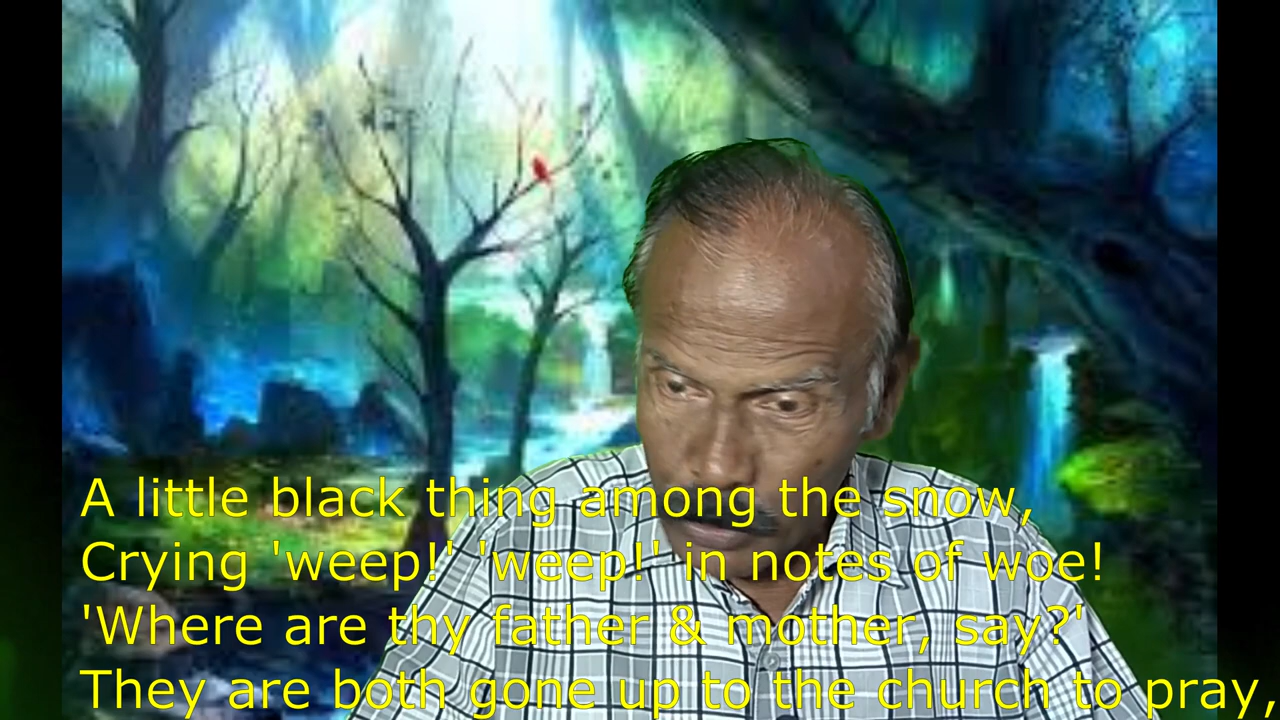 A little black thing among the snow,
Crying 'weep!' 'weep!' in notes of woe!
'Where are thy father & mother, say?'
They are both gone up to the church to pray,